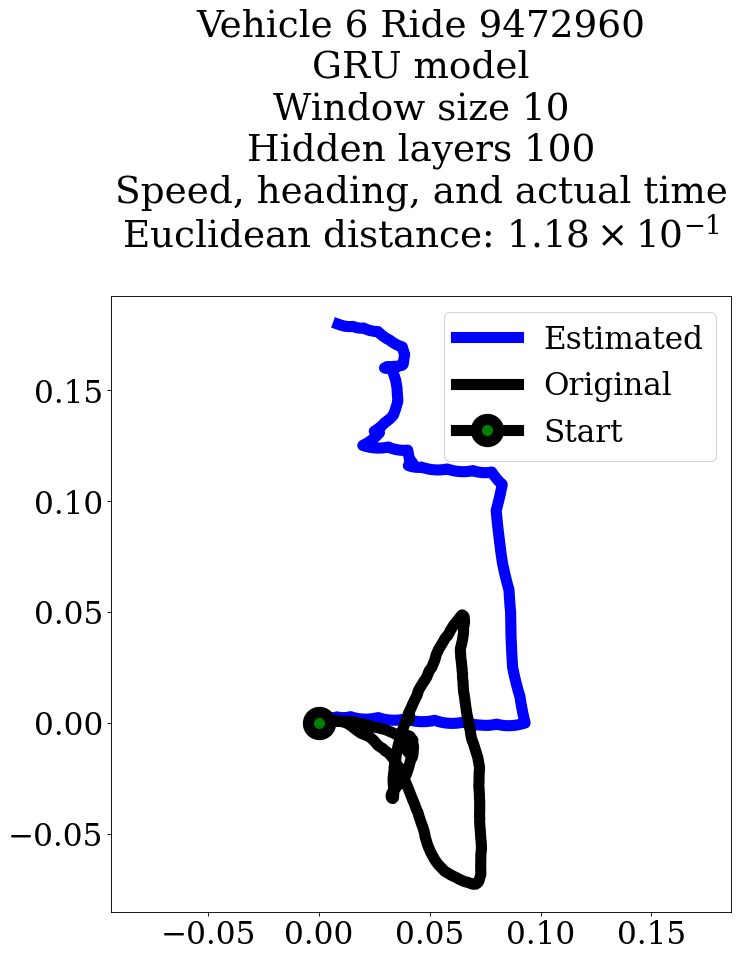 Vehicle 6 Ride 9472960
GRU model
Window size 10
Hidden layers 100
Speed, heading, and actual time
Euclidean distance: 1.18 × 10⁻¹
Estimated
Original
Start
0.15
0.10
0.05
0.00
−0.05
−0.05 0.00 0.05 0.10 0.15